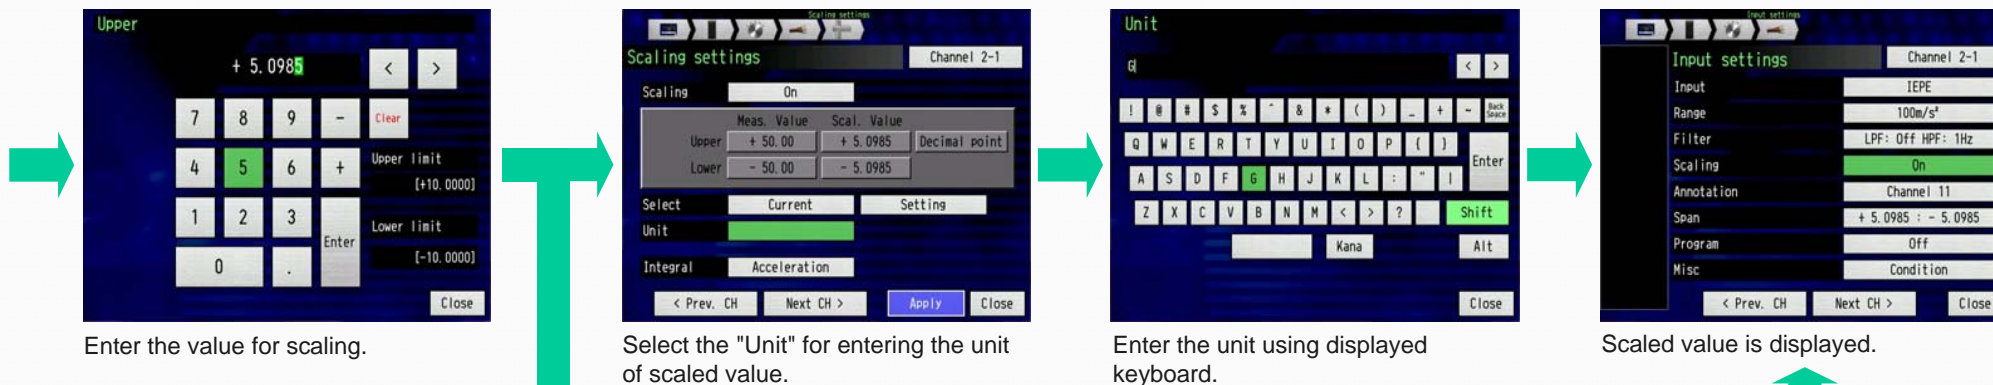 Upper
+ 5.0985
< >
7 8 9 - Clear
4 5 6 +
Upper limit
[+10.0000]
1 2 3
Enter
Lower limit
[-10.0000]
0 .
Close
Enter the value for scaling.
Scaling settings
Scaling settings
Channel 2-1
Scaling On
Meas. Value Scal. Value
Upper + 50.00 + 5.0985 Decimal point
Lower - 50.00 - 5.0985
Select Current Setting
Unit
Integral Acceleration
< Prev. CH Next CH > Apply Close
Select the "Unit" for entering the unit
of scaled value.
Unit
G
< >
! @ # $ % ^ & * ( ) _ + ~ Back Space
Q W E R T Y U I O P { }
Enter
A S D F G H J K L : " |
Z X C V B N M < > ? Shift
Kana Alt
Close
Enter the unit using displayed
keyboard.
Input settings
Input settings
Channel 2-1
Input IEPE
Range 100m/s²
Filter LPF: Off HPF: 1Hz
Scaling On
Annotation Channel 11
Span + 5.0985 : - 5.0985
Program Off
Misc Condition
< Prev. CH Next CH > Close
Scaled value is displayed.